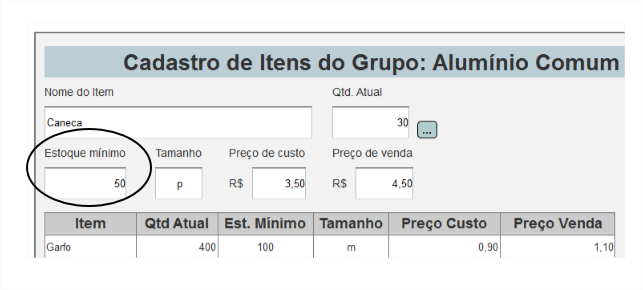 Cadastro de Itens do Grupo: Alumínio Comum
Nome do Item Qtd. Atual
Caneca 30 ...
Estoque mínimo Tamanho Preço de custo Preço de venda
50 p R$ 3,50 R$ 4,50
Item Qtd Atual Est. Mínimo Tamanho Preço Custo Preço Venda
Garfo 400 100 m 0,90 1,10